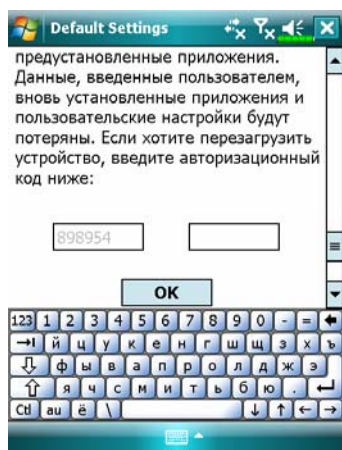 Default Settings
предустановленные приложения.
Данные, введенные пользователем,
вновь установленные приложения и
пользовательские настройки будут
потеряны. Если хотите перезагрузить
устройство, введите авторизационный
код ниже:
898954
OK
123 1 2 3 4 5 6 7 8 9 0 - =
й ц у к е н г ш щ з х ъ
ф ы в а п р о л д ж э
я ч с м и т ь б ю .
Ctl au ё \